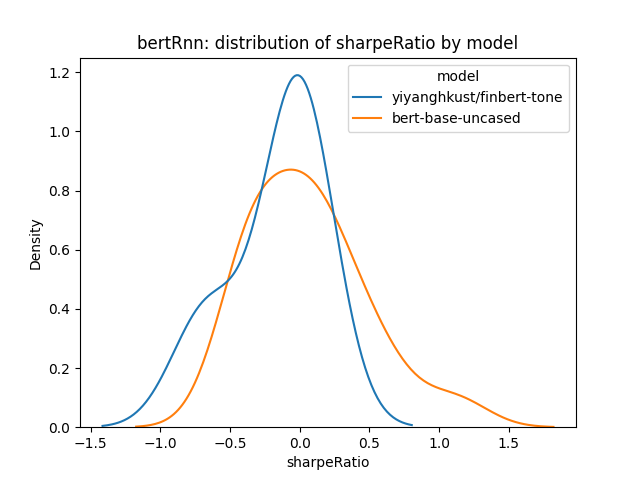 bertRnn: distribution of sharpeRatio by model
model
yiyanghkust/finbert-tone
bert-base-uncased
Density
1.2
1.0
0.8
0.6
0.4
0.2
0.0
−1.5 −1.0 −0.5 0.0 0.5 1.0 1.5
sharpeRatio